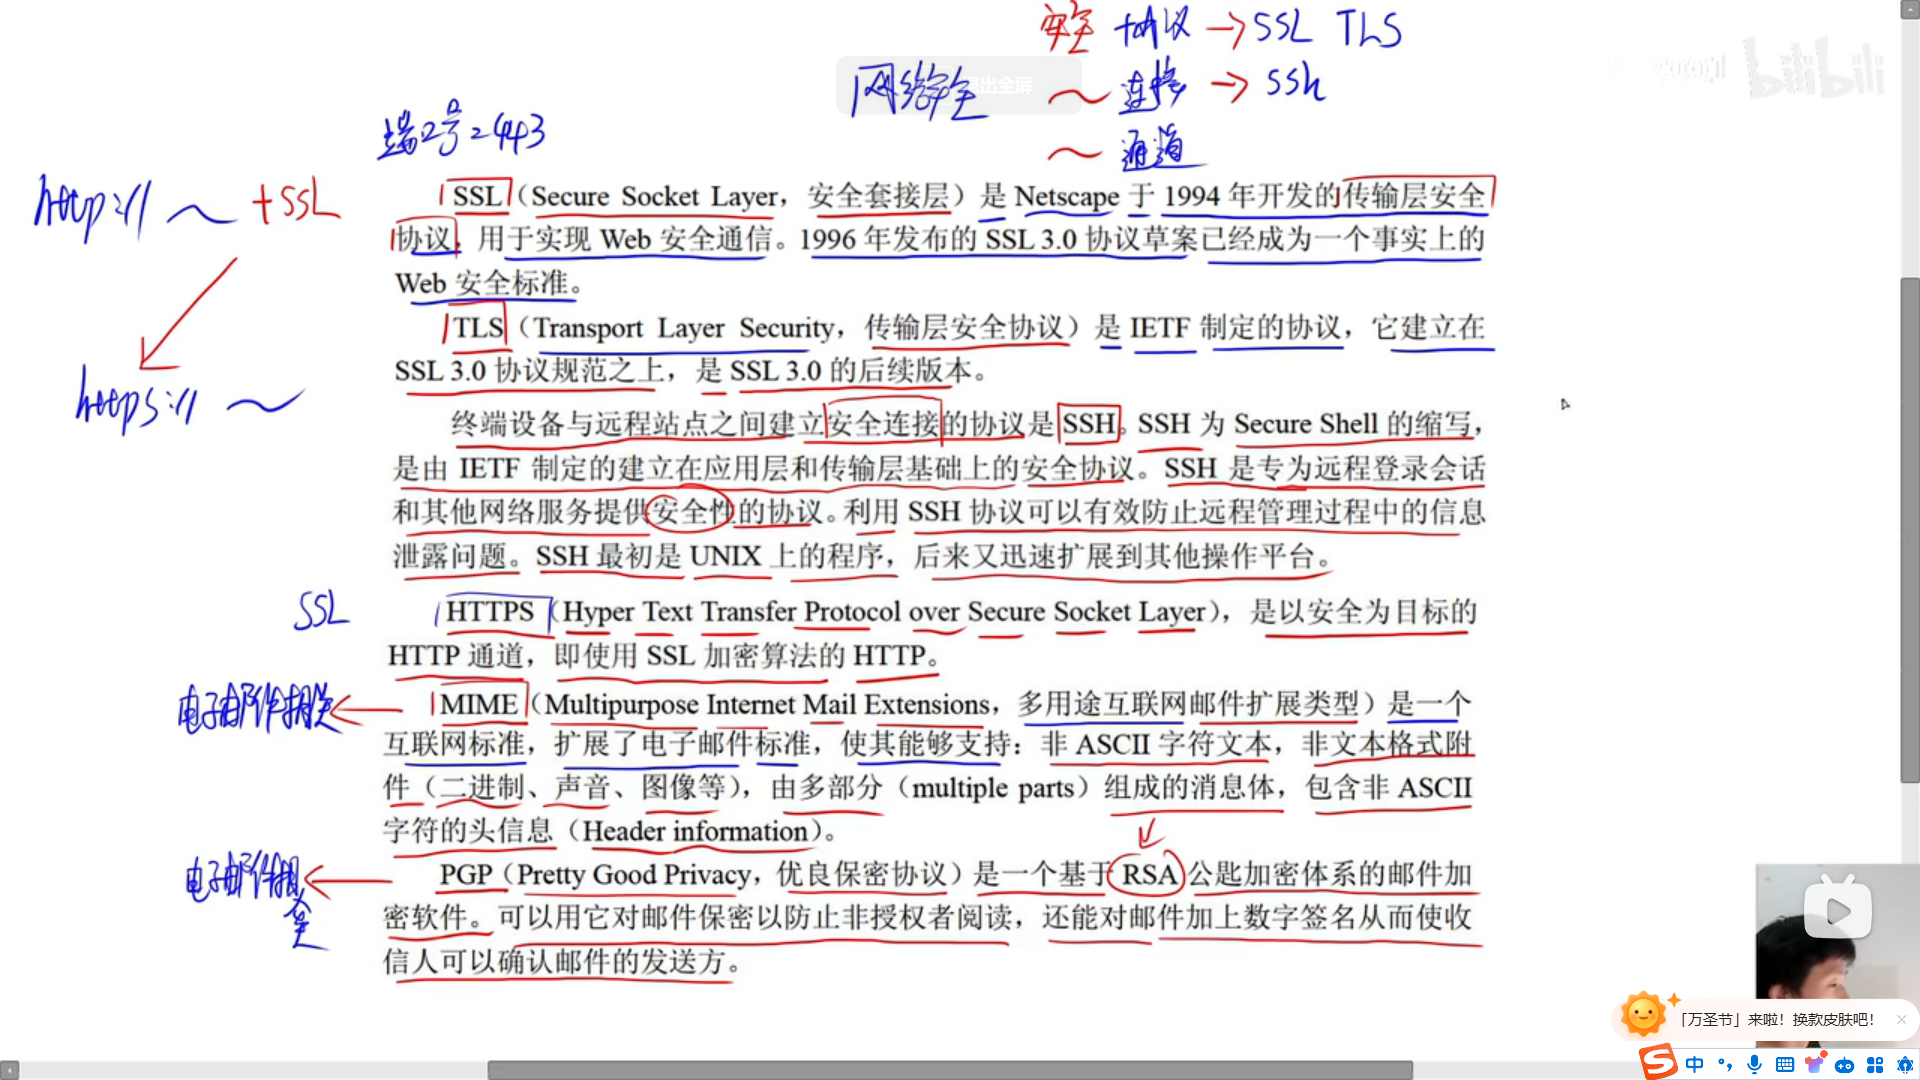 安全 协议 → SSL TLS
网络安全 ～ 连接 → SSh
～ 通道
出全屏
bilibili
端口号=443
http:// ～ +SSL
https:// ～
SSL（Secure Socket Layer，安全套接层）是 Netscape 于 1994 年开发的传输层安全
协议，用于实现 Web 安全通信。1996 年发布的 SSL 3.0 协议草案已经成为一个事实上的
Web 安全标准。
TLS（Transport Layer Security，传输层安全协议）是 IETF 制定的协议，它建立在
SSL 3.0 协议规范之上，是 SSL 3.0 的后续版本。
终端设备与远程站点之间建立安全连接的协议是 SSH。SSH 为 Secure Shell 的缩写，
是由 IETF 制定的建立在应用层和传输层基础上的安全协议。SSH 是专为远程登录会话
和其他网络服务提供安全性的协议。利用 SSH 协议可以有效防止远程管理过程中的信息
泄露问题。SSH 最初是 UNIX 上的程序，后来又迅速扩展到其他操作平台。
SSL
HTTPS（Hyper Text Transfer Protocol over Secure Socket Layer），是以安全为目标的
HTTP 通道，即使用 SSL 加密算法的 HTTP。
电子邮件相关
MIME（Multipurpose Internet Mail Extensions，多用途互联网邮件扩展类型）是一个
互联网标准，扩展了电子邮件标准，使其能够支持：非 ASCII 字符文本，非文本格式附
件（二进制、声音、图像等），由多部分（multiple parts）组成的消息体，包含非 ASCII
字符的头信息（Header information）。
电子邮件相关
PGP（Pretty Good Privacy，优良保密协议）是一个基于 RSA 公匙加密体系的邮件加
密软件。可以用它对邮件保密以防止非授权者阅读，还能对邮件加上数字签名从而使收
信人可以确认邮件的发送方。
「万圣节」来啦！换款皮肤吧！
中